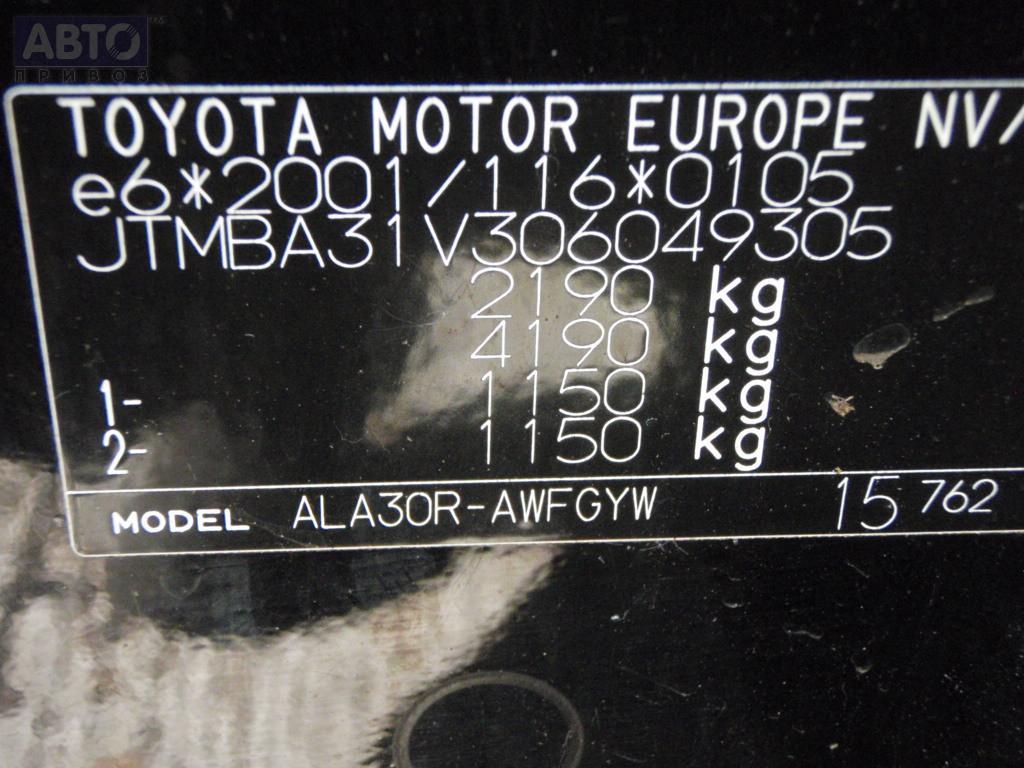 АВТО
ПРИВОЗ
TOYOTA MOTOR EUROPE NV/
e6*2001/116*0105
JTMBA31V306049305
2190 kg
4190 kg
1- 1150 kg
2- 1150 kg
MODEL ALA30R-AWFGYW 15 762